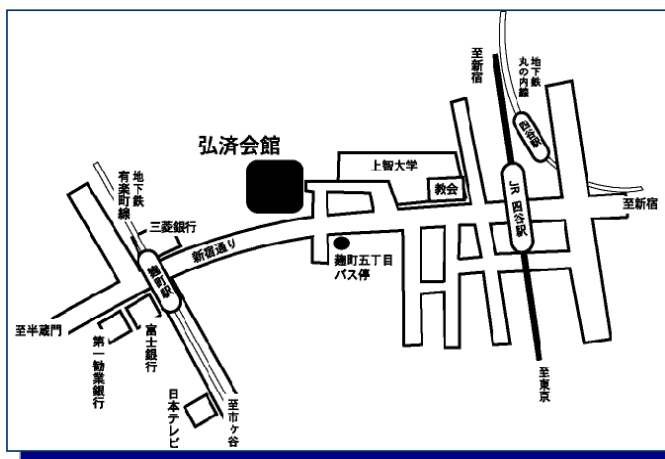 至新宿
地下鉄
丸の内線
四谷駅
弘済会館
上智大学
教会
JR 四谷駅
至新宿
地下鉄
有楽町線
三菱銀行
新宿通り
麹町五丁目
バス停
麹町駅
至半蔵門
第一勧業銀行
富士銀行
日本テレビ
至市ヶ谷
至東京